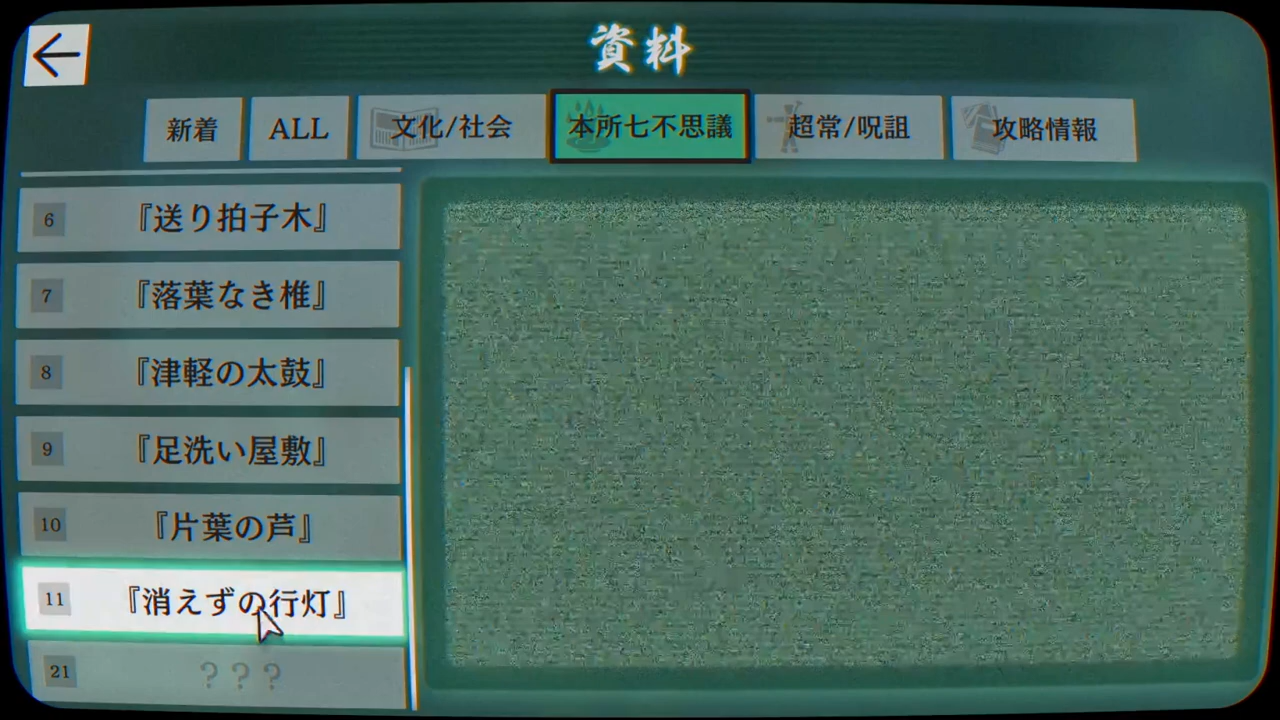 資料
新着
ALL
文化/社会
本所七不思議
超常/呪詛
攻略情報
6 『送り拍子木』
7 『落葉なき椎』
8 『津軽の太鼓』
9 『足洗い屋敷』
10 『片葉の芦』
11 『消えずの行灯』
21 ？？？